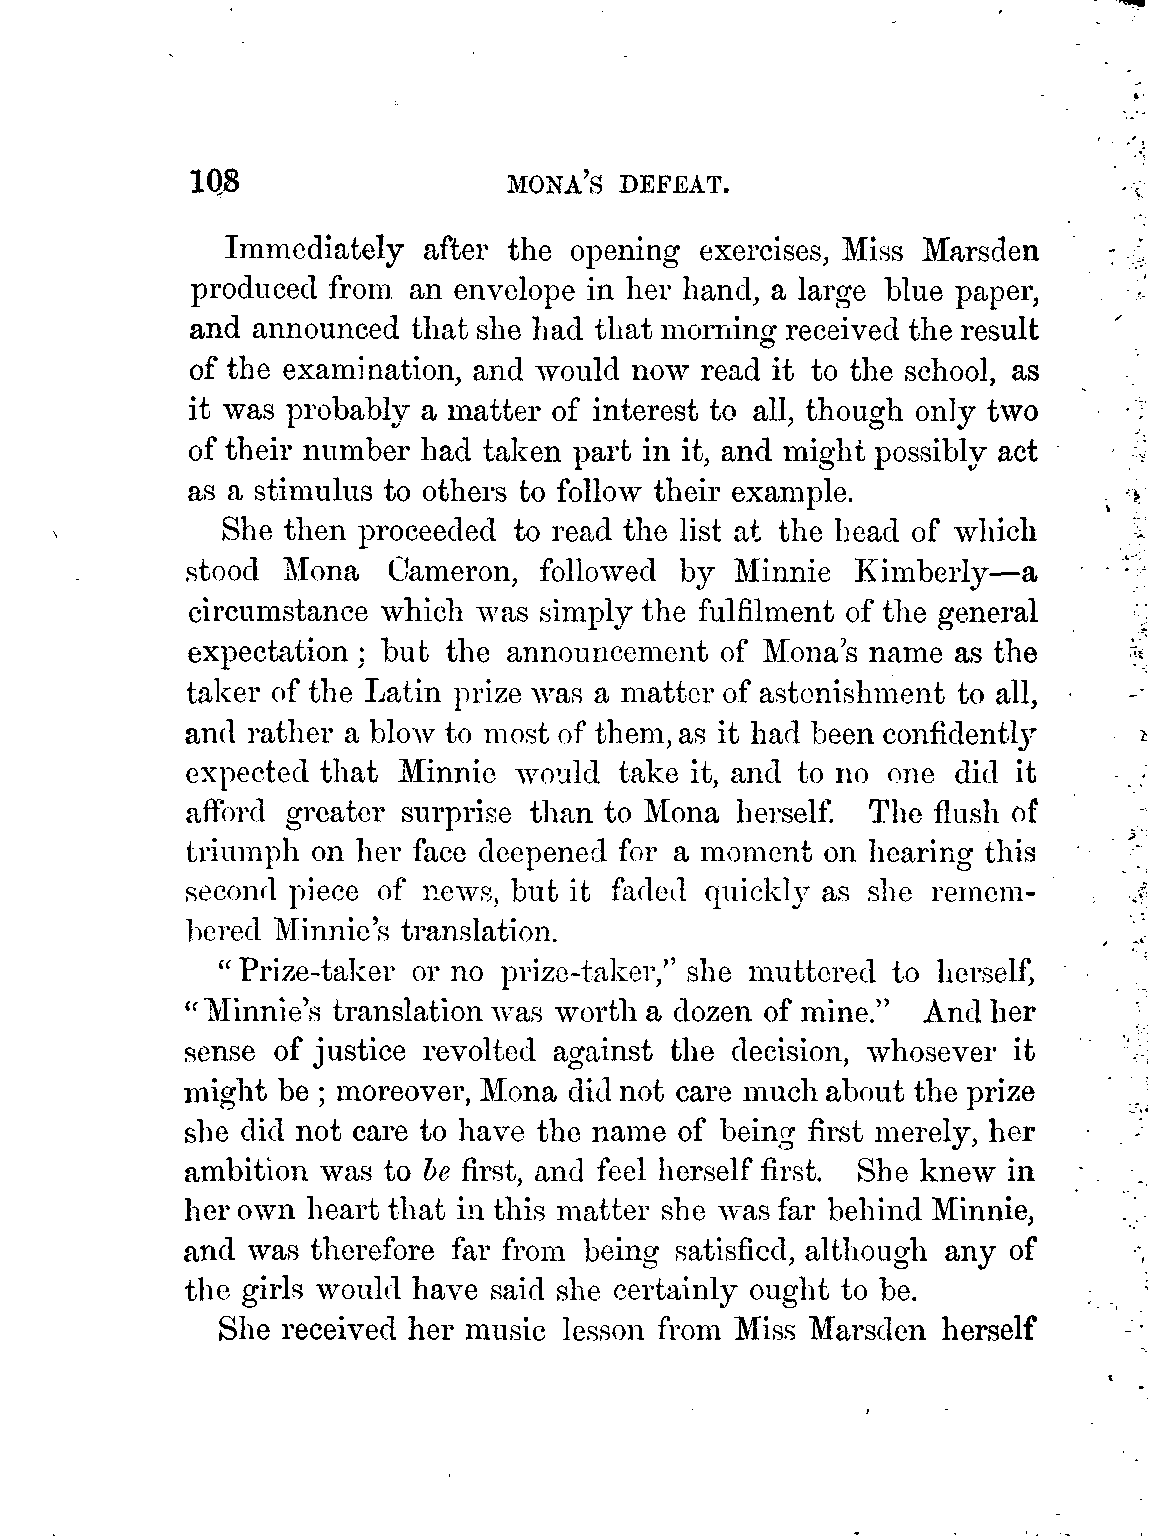 108 MONA'S DEFEAT.
Immediately after the opening exercises, Miss Marsden
produced from an envelope in her hand, a large blue paper,
and announced that she had that morning received the result
of the examination, and would now read it to the school, as
it was probably a matter of interest to all, though only two
of their number had taken part in it, and might possibly act
as a stimulus to others to follow their example.
She then proceeded to read the list at the head of which
stood Mona Cameron, followed by Minnie Kimberly—a
circumstance which was simply the fulfilment of the general
expectation ; but the announcement of Mona's name as the
taker of the Latin prize was a matter of astonishment to all,
and rather a blow to most of them, as it had been confidently
expected that Minnie would take it, and to no one did it
afford greater surprise than to Mona herself. The flush of
triumph on her face deepened for a moment on hearing this
second piece of news, but it faded quickly as she remem-
bered Minnie's translation.
"Prize-taker or no prize-taker," she muttered to herself,
"Minnie's translation was worth a dozen of mine." And her
sense of justice revolted against the decision, whosever it
might be ; moreover, Mona did not care much about the prize
she did not care to have the name of being first merely, her
ambition was to be first, and feel herself first. She knew in
her own heart that in this matter she was far behind Minnie,
and was therefore far from being satisfied, although any of
the girls would have said she certainly ought to be.
She received her music lesson from Miss Marsden herself